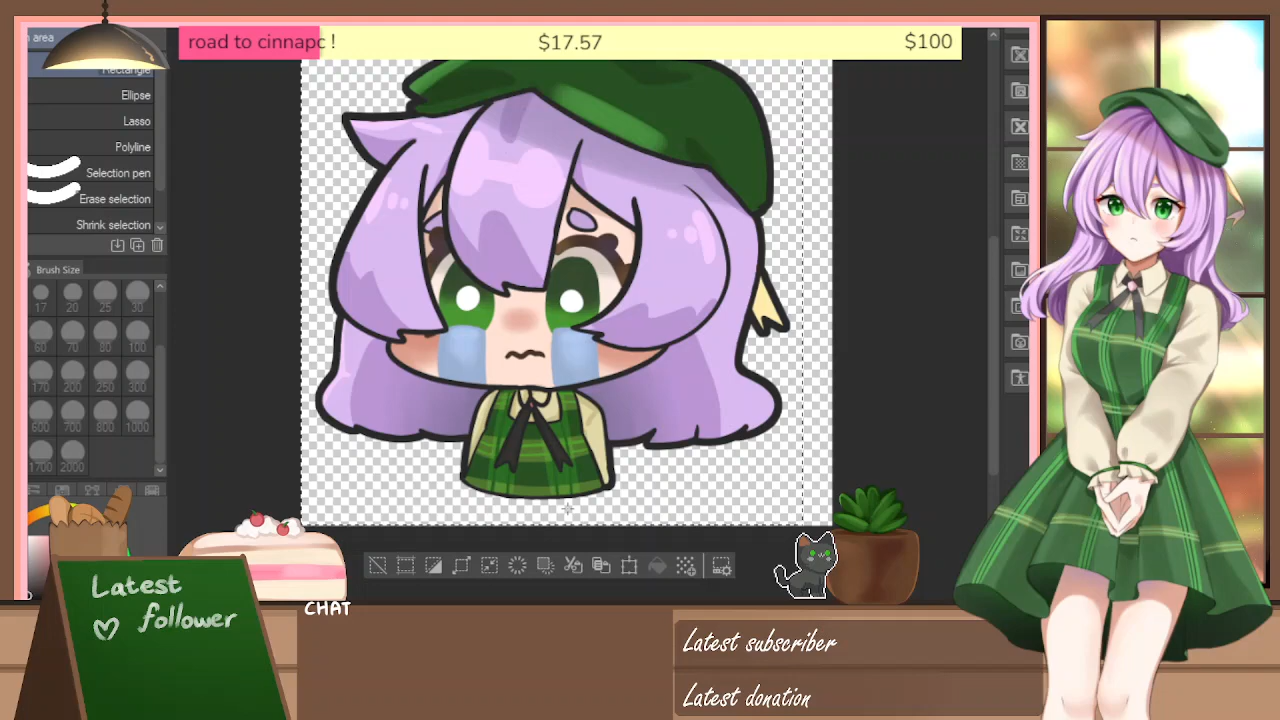 n area
road to cinnapc !
$17.57
$100
Rectangle
Ellipse
Lasso
Polyline
Selection pen
Erase selection
Shrink selection
Brush Size
17 20 25 30
60 70 80 100
170 200 250 300
600 700 800 1000
1700 2000
Latest
follower
CHAT
Latest subscriber
Latest donation